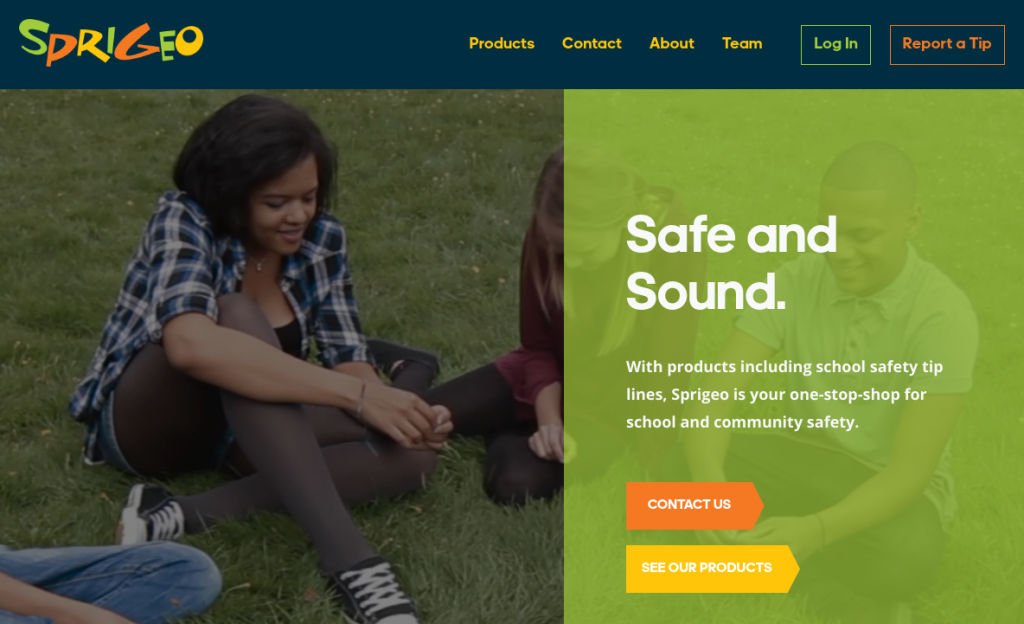 SPRIGEO
Products Contact About Team Log In Report a Tip
Safe and
Sound.
With products including school safety tip
lines, Sprigeo is your one-stop-shop for
school and community safety.
CONTACT US
SEE OUR PRODUCTS